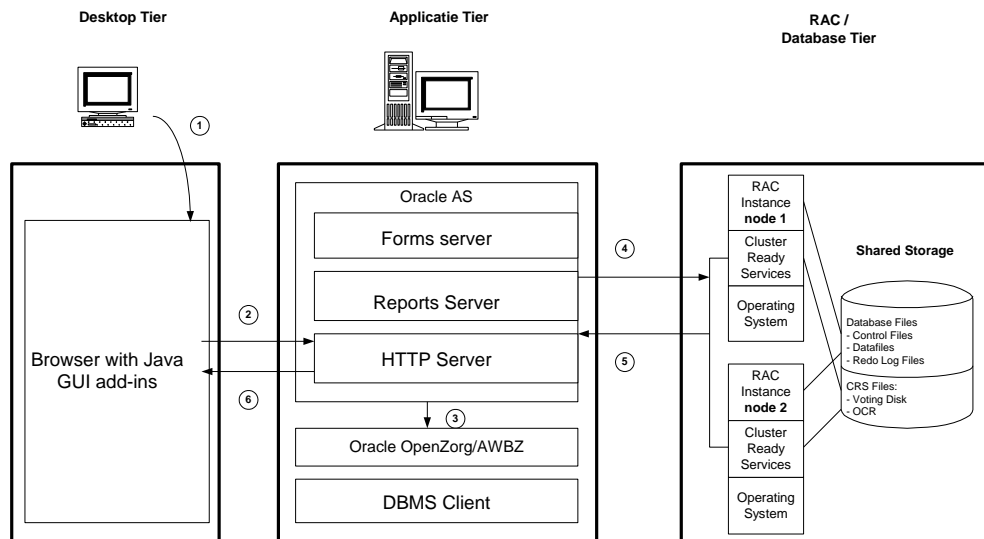 Desktop Tier
Applicatie Tier
RAC /
Database Tier
1
Oracle AS
Forms server
Reports Server
HTTP Server
Browser with Java
GUI add-ins
2
6
3
Oracle OpenZorg/AWBZ
DBMS Client
4
5
RAC
Instance
node 1
Cluster
Ready
Services
Operating
System
RAC
Instance
node 2
Cluster
Ready
Services
Operating
System
Shared Storage
Database Files
- Control Files
- Datafiles
- Redo Log Files
CRS Files:
- Voting Disk
- OCR